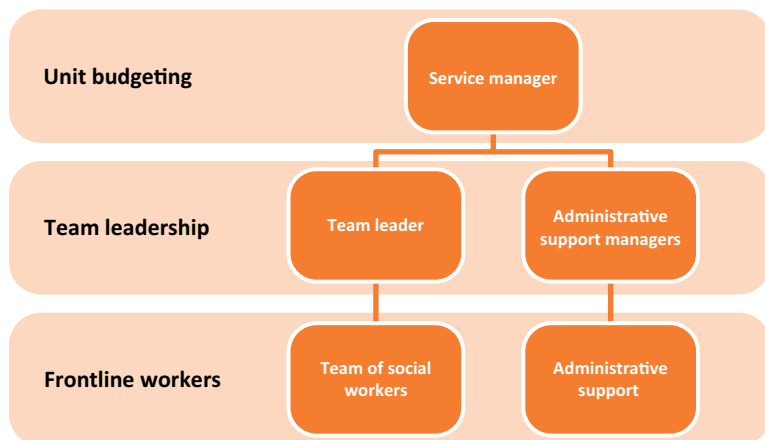 Unit budgeting
Service manager
Team leadership
Team leader
Administrative
support managers
Frontline workers
Team of social
workers
Administrative
support